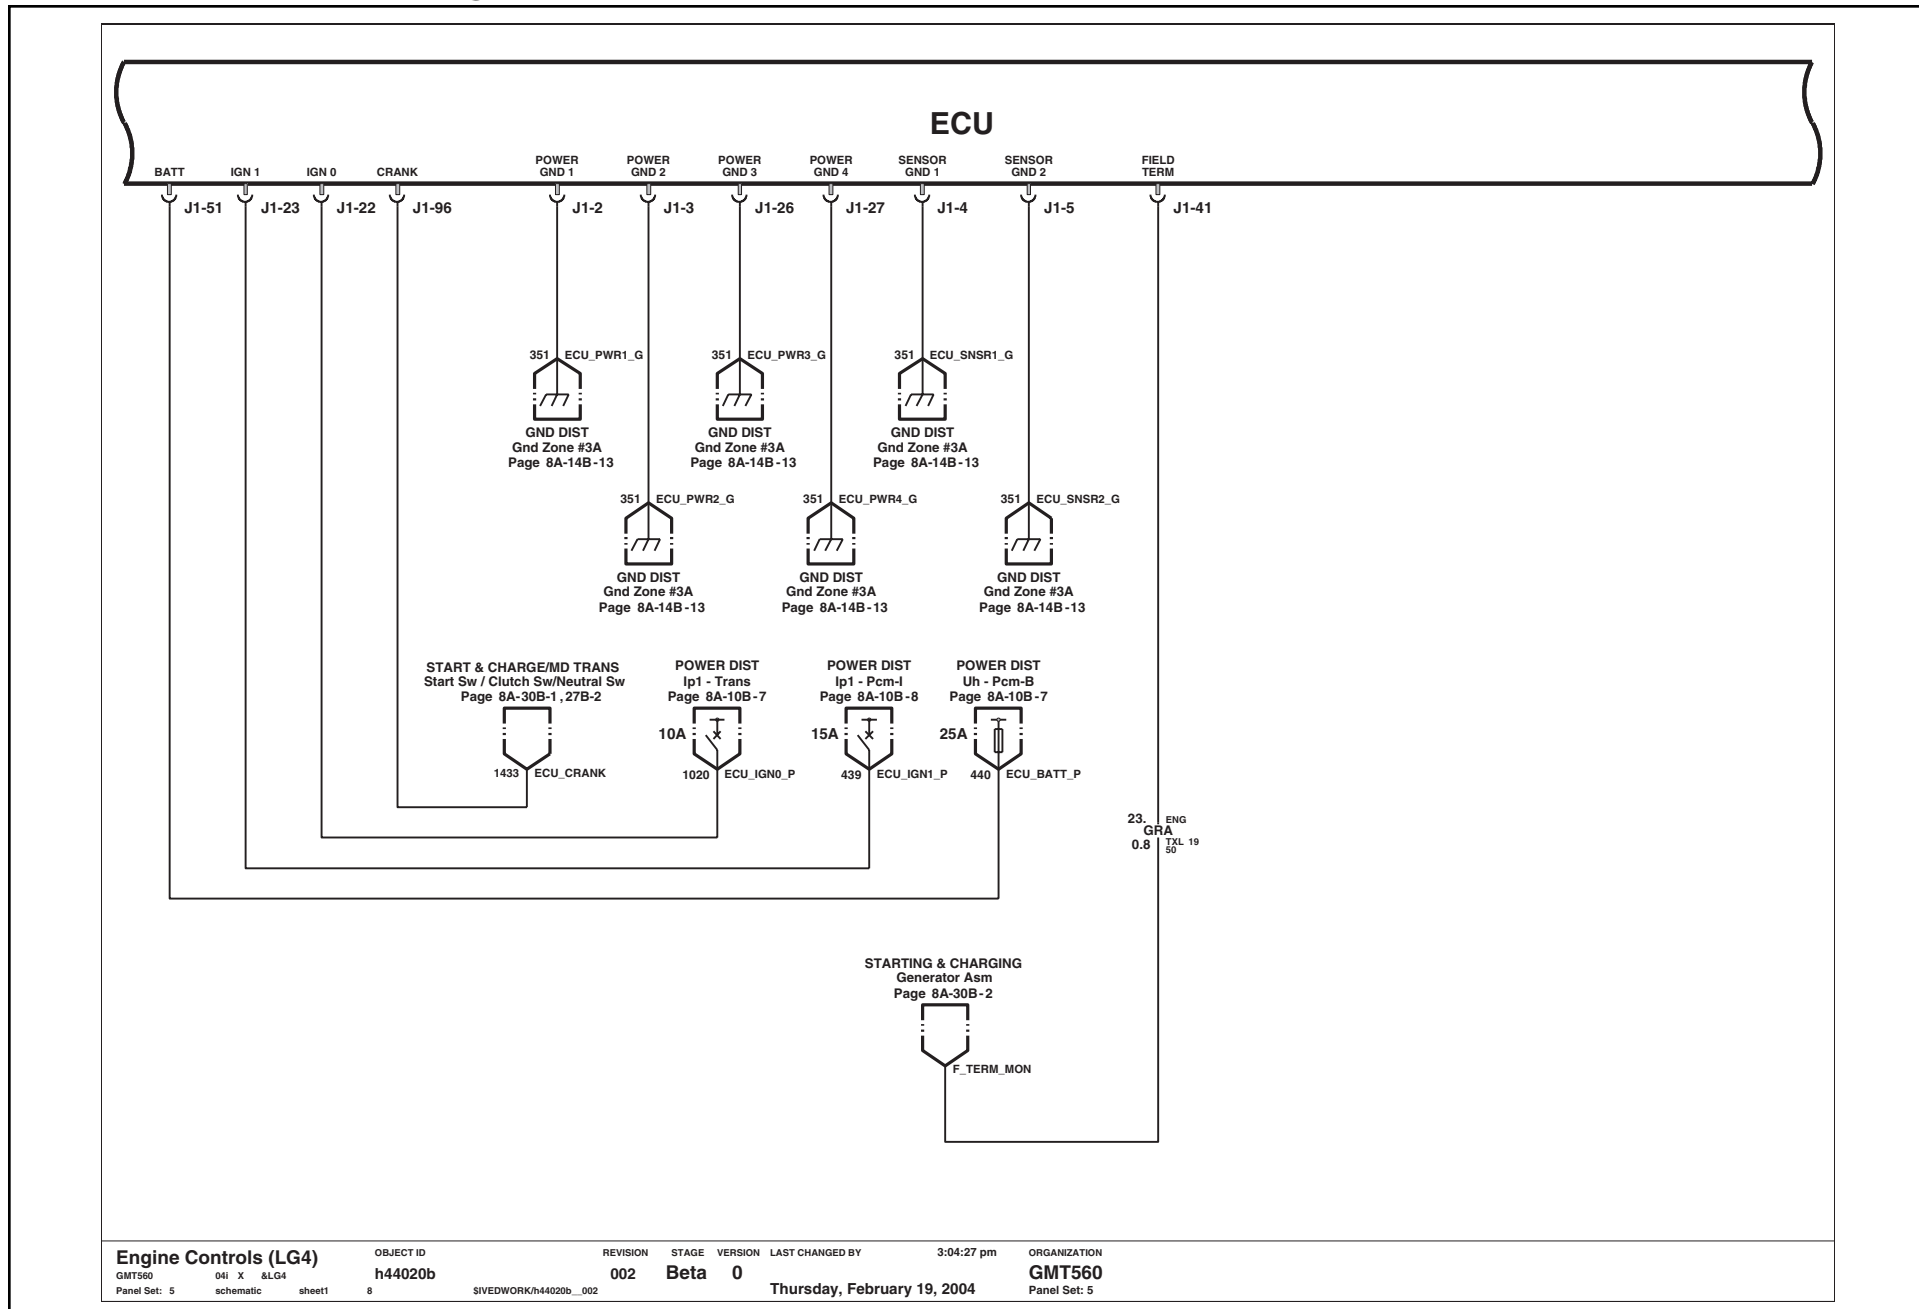 ECU
BATT
IGN 1
IGN 0
CRANK
POWER
GND 1
POWER
GND 2
POWER
GND 3
POWER
GND 4
SENSOR
GND 1
SENSOR
GND 2
FIELD
TERM
J1-51
J1-23
J1-22
J1-96
J1-2
J1-3
J1-26
J1-27
J1-4
J1-5
J1-41
351 ECU_PWR1_G
GND DIST
Gnd Zone #3A
Page 8A-14B-13
351 ECU_PWR3_G
GND DIST
Gnd Zone #3A
Page 8A-14B-13
351 ECU_SNSR1_G
GND DIST
Gnd Zone #3A
Page 8A-14B-13
351 ECU_PWR2_G
GND DIST
Gnd Zone #3A
Page 8A-14B-13
351 ECU_PWR4_G
GND DIST
Gnd Zone #3A
Page 8A-14B-13
351 ECU_SNSR2_G
GND DIST
Gnd Zone #3A
Page 8A-14B-13
START & CHARGE/MD TRANS
Start Sw / Clutch Sw/Neutral Sw
Page 8A-30B-1, 27B-2
1433 ECU_CRANK
POWER DIST
Ip1 - Trans
Page 8A-10B-7
10A
1020 ECU_IGN0_P
POWER DIST
Ip1 - Pcm-I
Page 8A-10B-8
15A
439 ECU_IGN1_P
POWER DIST
Uh - Pcm-B
Page 8A-10B-7
25A
440 ECU_BATT_P
23. ENG
GRA
0.8 TXL 19
50
STARTING & CHARGING
Generator Asm
Page 8A-30B-2
F_TERM_MON
Engine Controls (LG4)
GMT560 04i X &LG4
Panel Set: 5 schematic sheet1 8
OBJECT ID
h44020b
$IVEDWORK/h44020b__002
REVISION
002
STAGE
Beta
VERSION
0
LAST CHANGED BY
3:04:27 pm
Thursday, February 19, 2004
ORGANIZATION
GMT560
Panel Set: 5